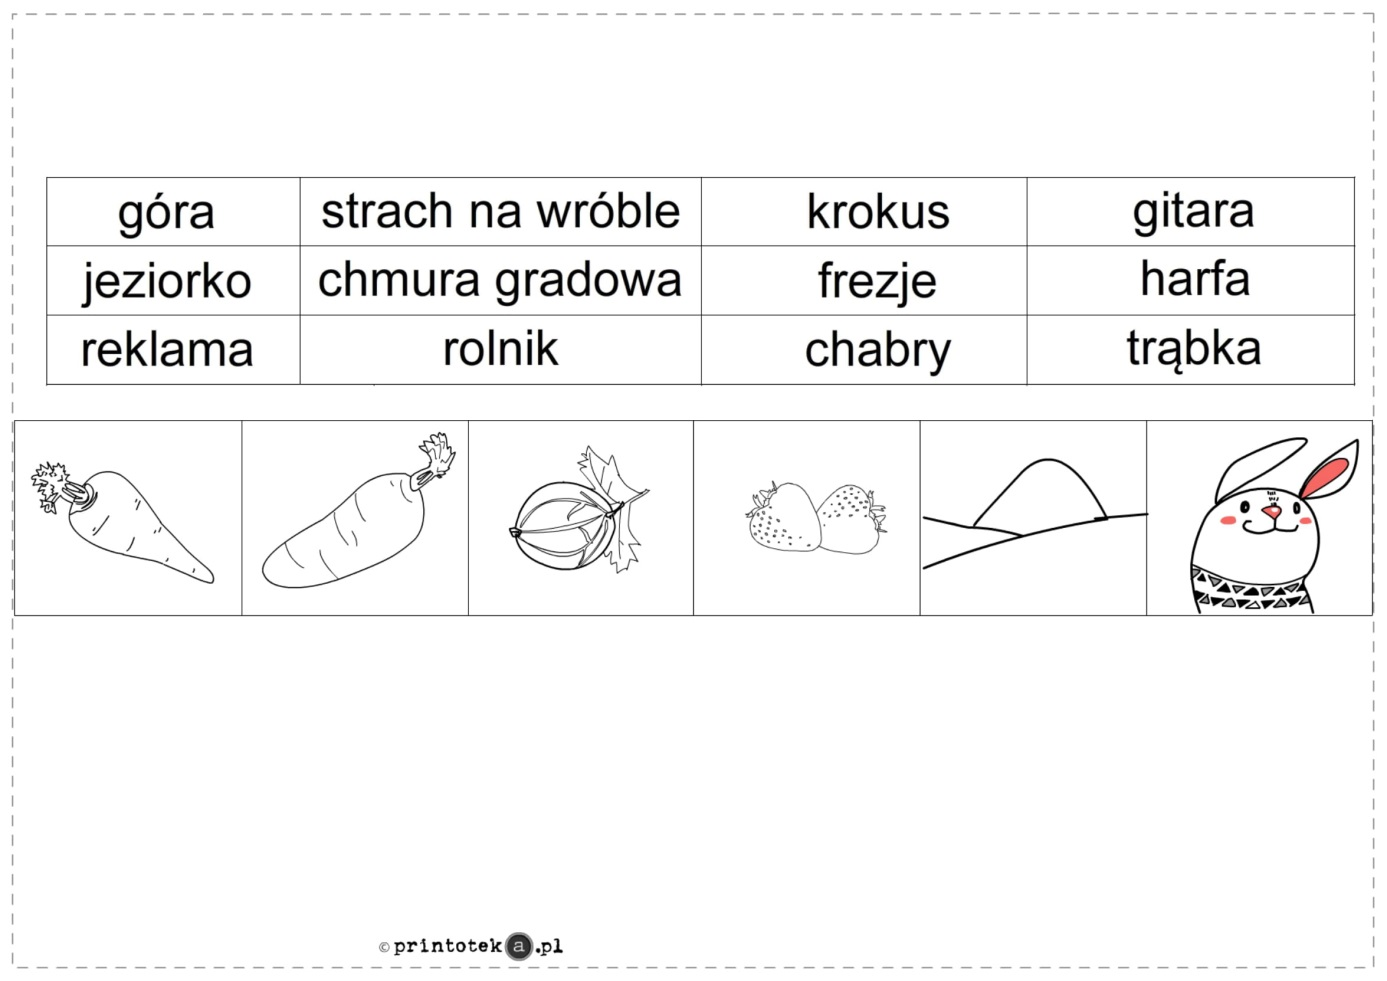 góra strach na wróble krokus gitara
jeziorko chmura gradowa frezje harfa
reklama rolnik chabry trąbka
© printoteka.pl